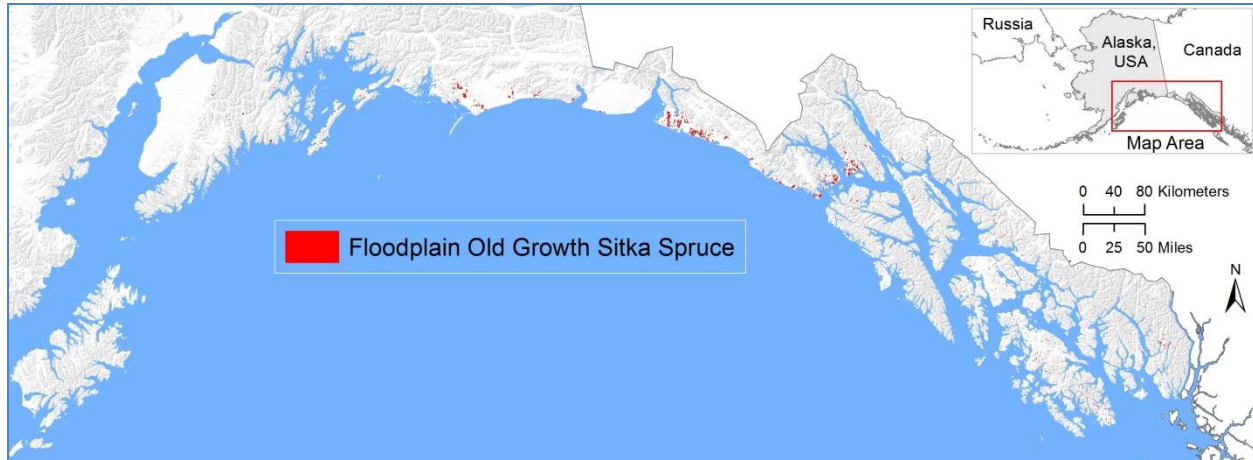 Russia
Alaska,
USA
Canada
Map Area
0 40 80 Kilometers
0 25 50 Miles
N
Floodplain Old Growth Sitka Spruce